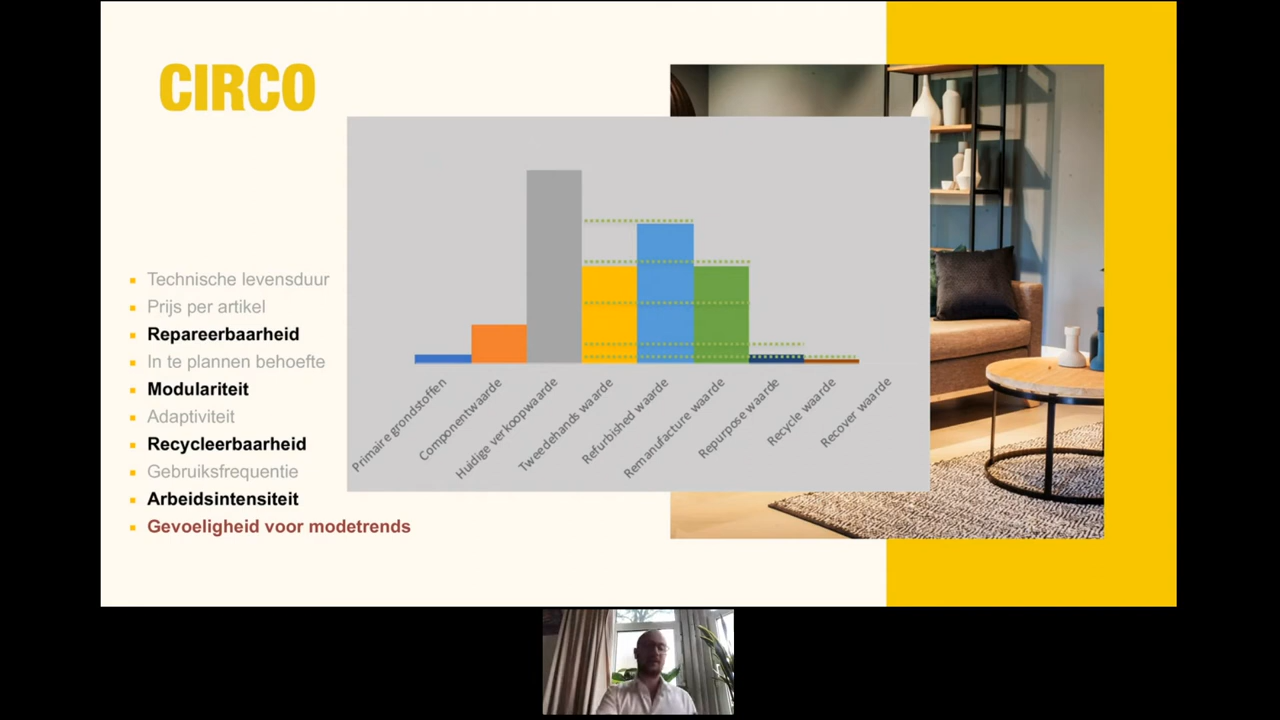 CIRCO
Technische levensduur
Prijs per artikel
Repareerbaarheid
In te plannen behoefte
Modulariteit
Adaptiviteit
Recycleerbaarheid
Gebruiksfrequentie
Arbeidsintensiteit
Gevoeligheid voor modetrends
Primaire grondstoffen
Componentwaarde
Huidige verkoopwaarde
Tweedehands waarde
Refurbished waarde
Remanufacture waarde
Repurpose waarde
Recycle waarde
Recover waarde